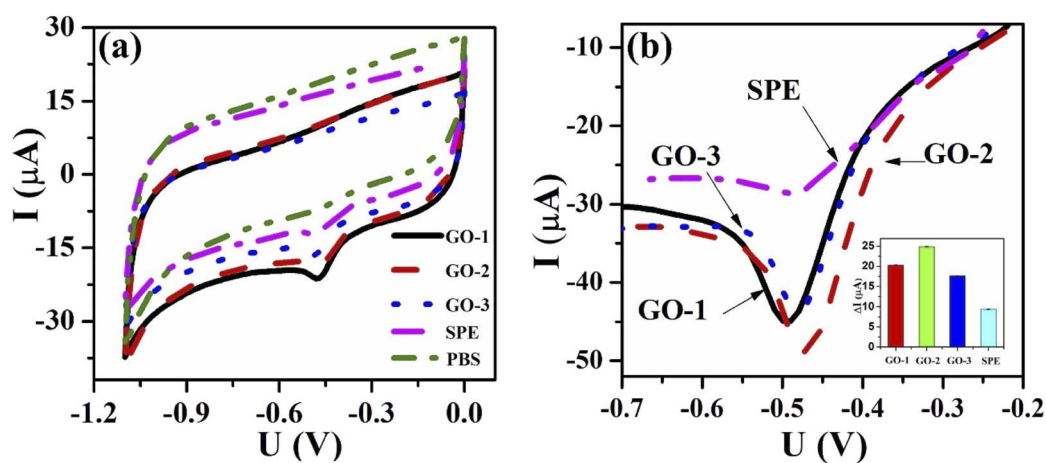 (a)
I (μA)
30
15
0
-15
-30
GO-1
GO-2
GO-3
SPE
PBS
-1.2 -0.9 -0.6 -0.3 0.0
U (V)
(b)
I (μA)
-10
-20
-30
-40
-50
SPE
GO-3
GO-2
GO-1
ΔI (μA)
25
20
15
10
5
0
GO-1 GO-2 GO-3 SPE
-0.7 -0.6 -0.5 -0.4 -0.3 -0.2
U (V)